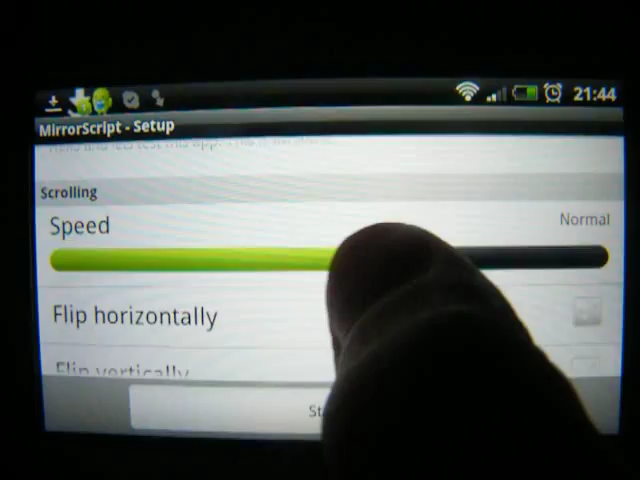 21:44
MirrorScript - Setup
Scrolling
Speed
Normal
Flip horizontally
Flip vertically